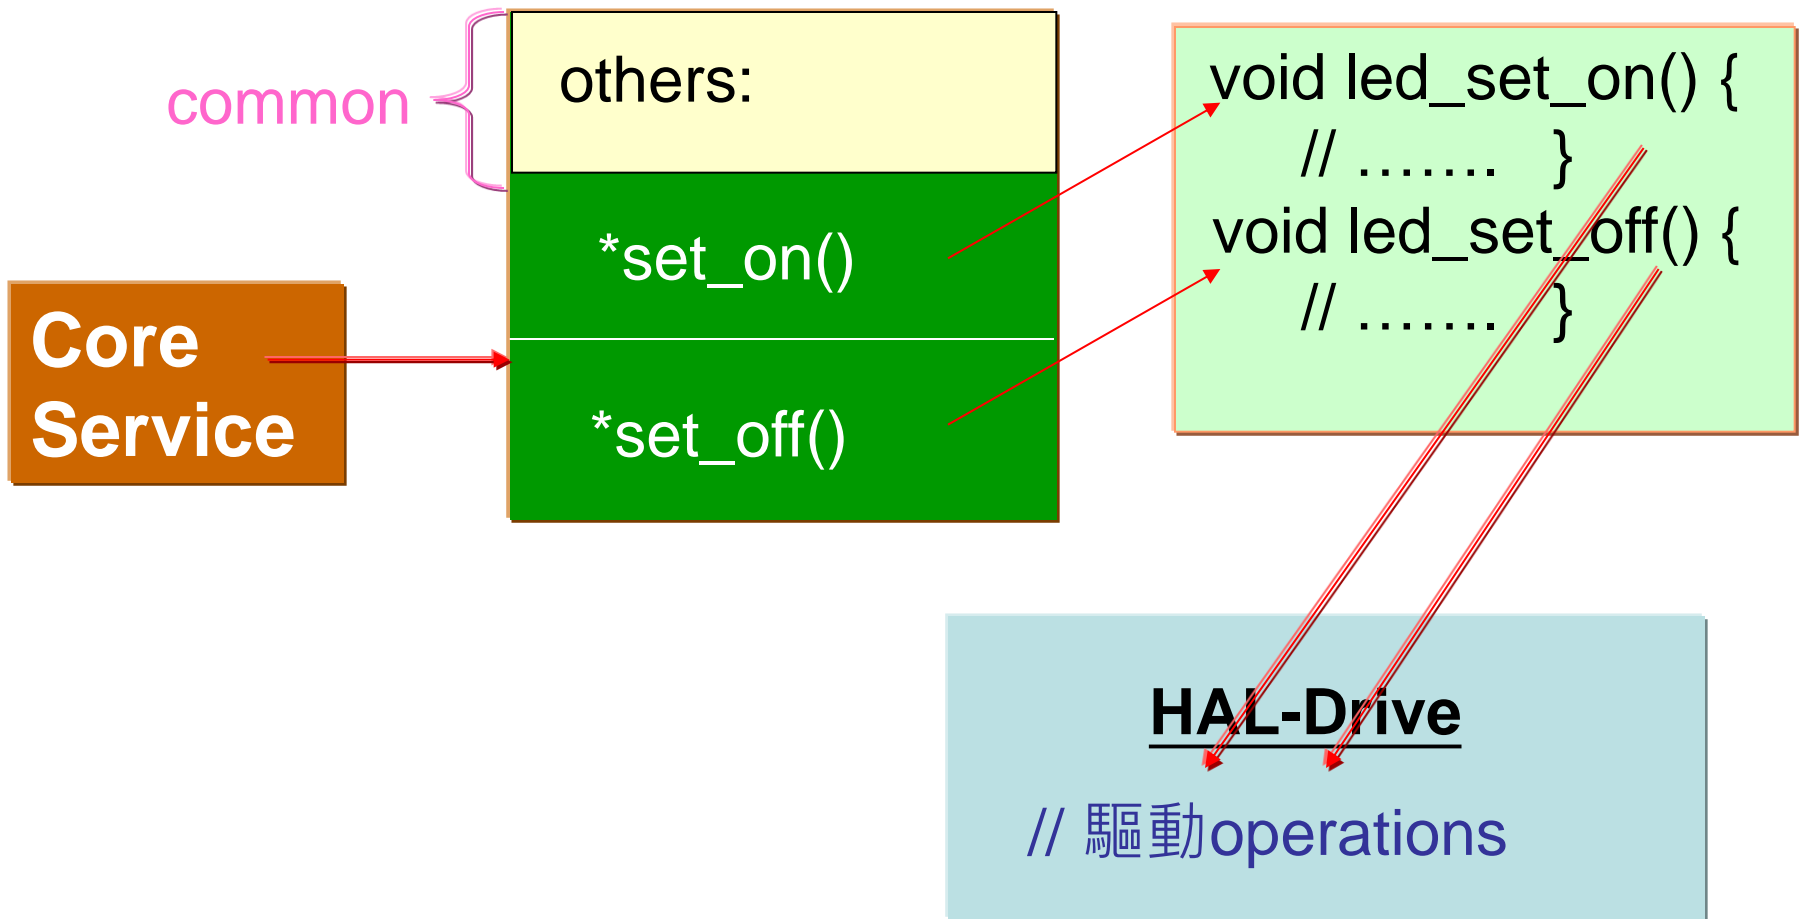 common
others:
*set_on()
*set_off()
Core
Service
void led_set_on() {
// ....... }
void led_set_off() {
// ....... }
HAL-Drive
// 驅動operations